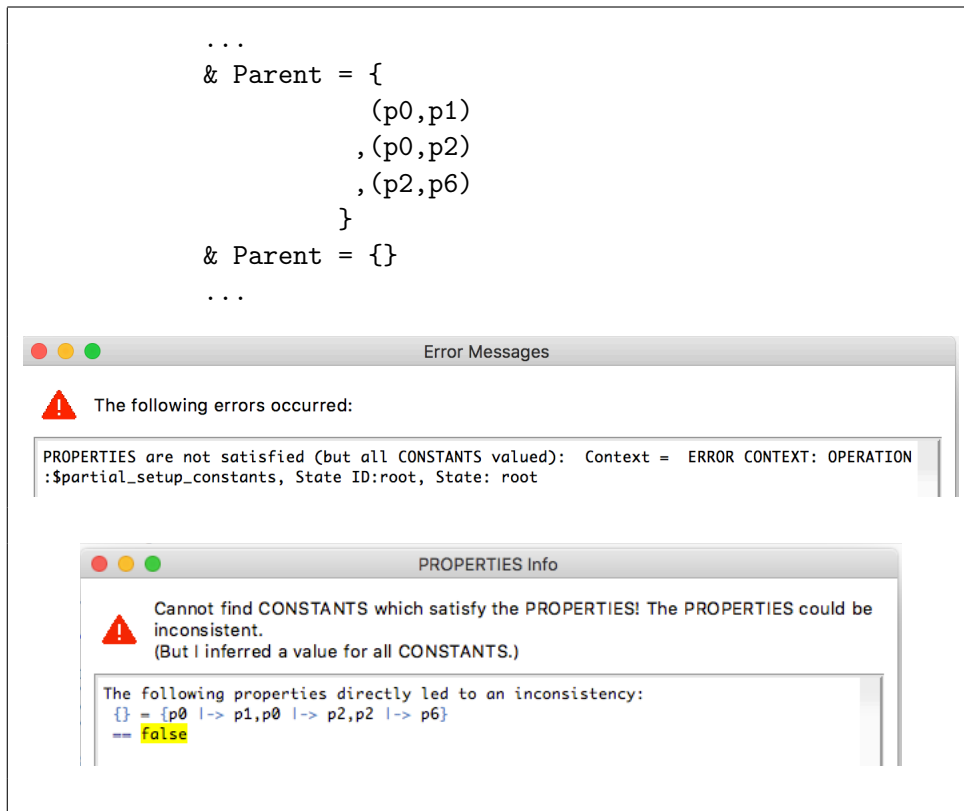 ...
& Parent = {
(p0,p1)
,(p0,p2)
,(p2,p6)
}
& Parent = {}
...
Error Messages
The following errors occurred:
PROPERTIES are not satisfied (but all CONSTANTS valued):  Context =  ERROR CONTEXT: OPERATION
:$partial_setup_constants, State ID:root, State: root
PROPERTIES Info
Cannot find CONSTANTS which satisfy the PROPERTIES! The PROPERTIES could be
inconsistent.
(But I inferred a value for all CONSTANTS.)
The following properties directly led to an inconsistency:
{} = {p0 |-> p1,p0 |-> p2,p2 |-> p6}
== false